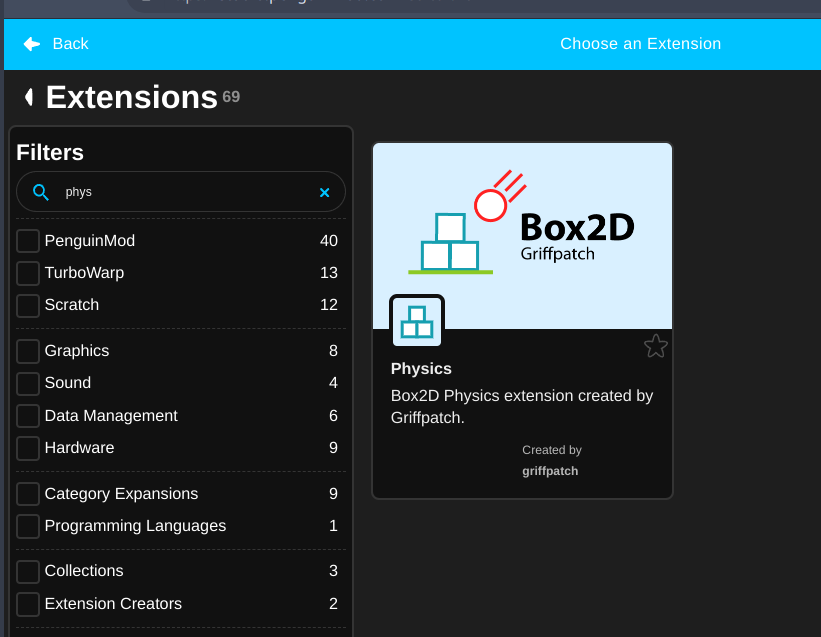 Back
Choose an Extension
Extensions 69
Filters
phys
PenguinMod 40
TurboWarp 13
Scratch 12
Graphics 8
Sound 4
Data Management 6
Hardware 9
Category Expansions 9
Programming Languages 1
Collections 3
Extension Creators 2
Box2D
Griffpatch
Physics
Box2D Physics extension created by
Griffpatch.
Created by
griffpatch